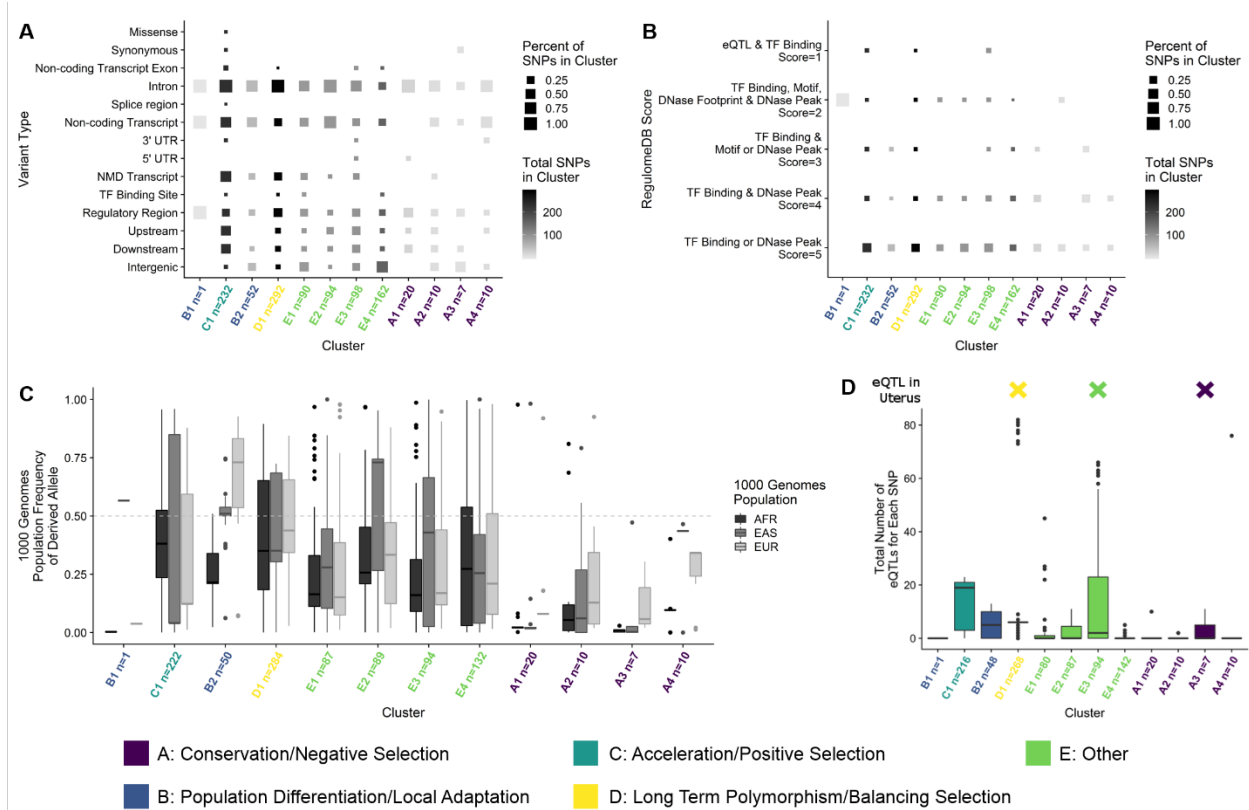 A
Missense
Synonymous
Non-coding Transcript Exon
Intron
Splice region
Non-coding Transcript
3' UTR
5' UTR
NMD Transcript
TF Binding Site
Regulatory Region
Upstream
Downstream
Intergenic
Variant Type
B1 n=1
C1 n=232
B2 n=52
D1 n=292
E1 n=90
E2 n=94
E3 n=98
E4 n=162
A1 n=20
A2 n=10
A3 n=7
A4 n=10
Cluster
Percent of
SNPs in Cluster
0.25
0.50
0.75
1.00
Total SNPs
in Cluster
200
100
B
eQTL & TF Binding
Score=1
TF Binding, Motif,
DNase Footprint & DNase Peak
Score=2
TF Binding &
Motif or DNase Peak
Score=3
TF Binding & DNase Peak
Score=4
TF Binding or DNase Peak
Score=5
RegulomeDB Score
B1 n=1
C1 n=232
B2 n=52
D1 n=292
E1 n=90
E2 n=94
E3 n=98
E4 n=162
A1 n=20
A2 n=10
A3 n=7
A4 n=10
Cluster
Percent of
SNPs in Cluster
0.25
0.50
0.75
1.00
Total SNPs
in Cluster
200
100
C
1.00
0.75
0.50
0.25
0.00
1000 Genomes
Population Frequency
of Derived Allele
B1 n=1
C1 n=222
B2 n=50
D1 n=284
E1 n=87
E2 n=89
E3 n=94
E4 n=132
A1 n=20
A2 n=10
A3 n=7
A4 n=10
Cluster
1000 Genomes
Population
AFR
EAS
EUR
D
eQTL in
Uterus
80
60
40
20
0
Total Number of
eQTLs for Each SNP
B1 n=1
C1 n=216
B2 n=48
D1 n=268
E1 n=80
E2 n=87
E3 n=94
E4 n=142
A1 n=20
A2 n=10
A3 n=7
A4 n=10
Cluster
A: Conservation/Negative Selection
C: Acceleration/Positive Selection
E: Other
B: Population Differentiation/Local Adaptation
D: Long Term Polymorphism/Balancing Selection